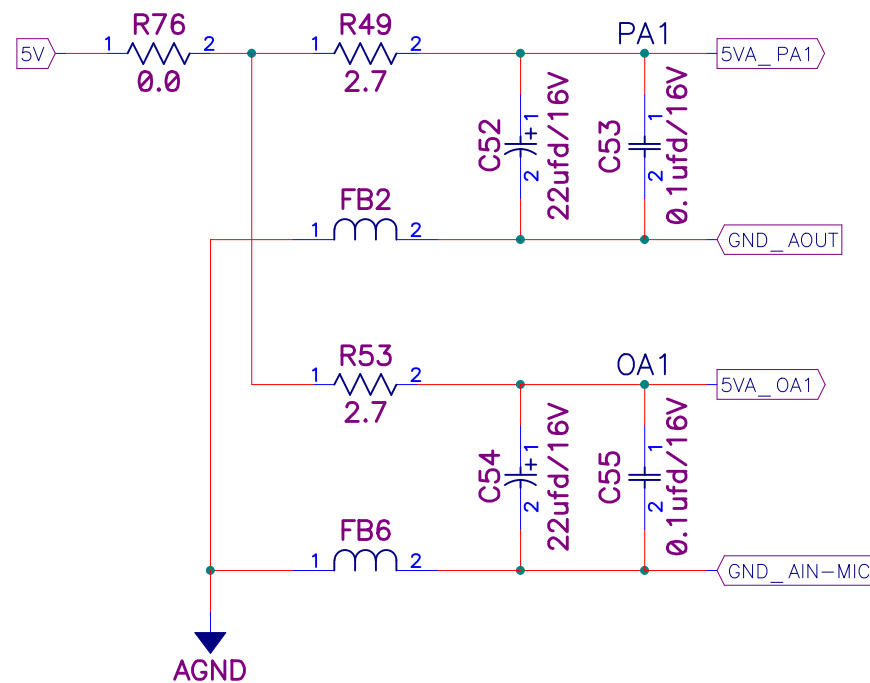 R76
R49
PA1
5V
1
2
1
2
5VA_PA1
0.0
2.7
C52
+
1
2
22ufd/16V
C53
1
2
0.1ufd/16V
FB2
1
2
GND_AOUT
R53
OA1
1
2
5VA_OA1
2.7
C54
+
1
2
22ufd/16V
C55
1
2
0.1ufd/16V
FB6
1
2
GND_AIN-MIC
AGND